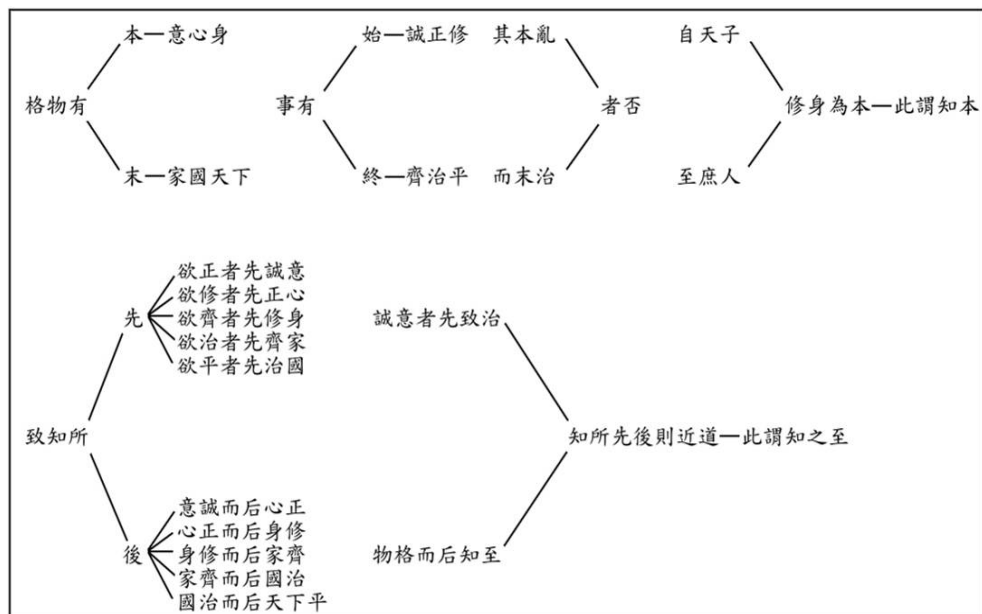 本—意心身
格物有
末—家國天下
始—誠正修
事有
終—齊治平
其本亂
者否
而末治
自天子
修身為本—此謂知本
至庶人
欲正者先誠意
欲修者先正心
先
欲齊者先修身
欲治者先齊家
欲平者先治國
致知所
意誠而后心正
心正而后身修
後
身修而后家齊
家齊而后國治
國治而后天下平
誠意者先致治
知所先後則近道—此謂知之至
物格而后知至